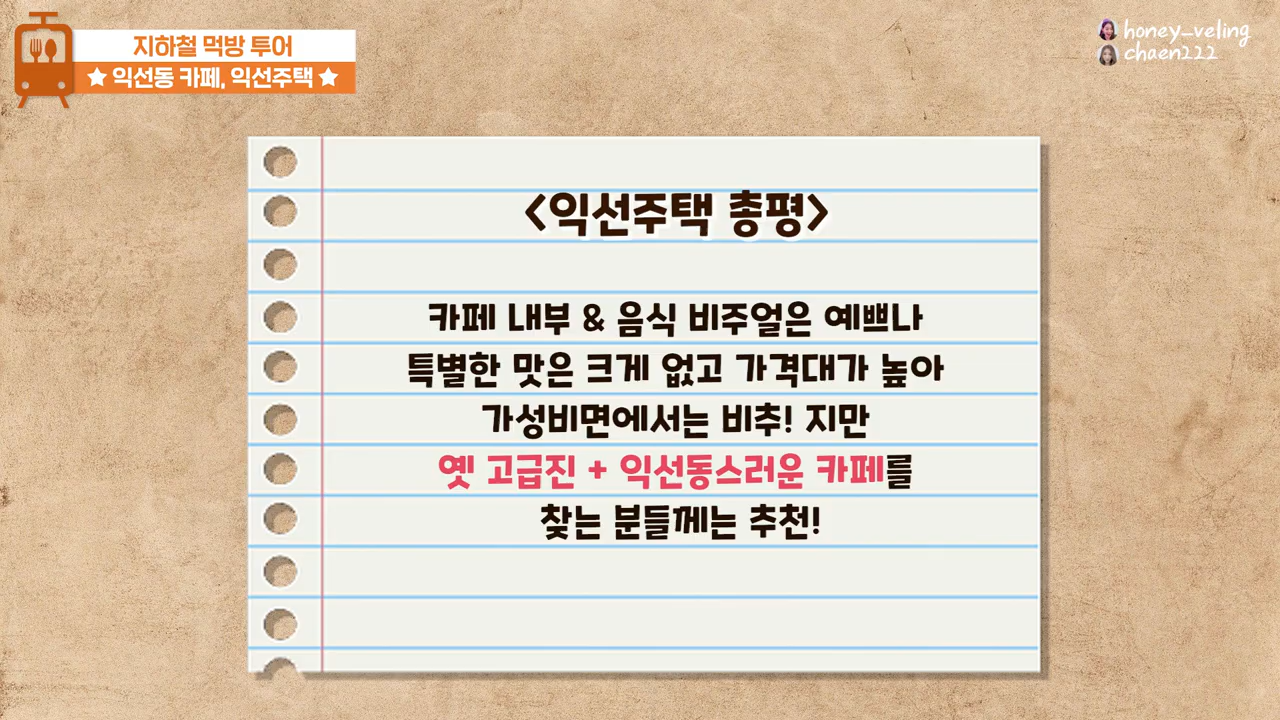 지하철 먹방 투어
★ 익선동 카페, 익선주택 ★
honey_veling
chaen222
<익선주택 총평>
카페 내부 & 음식 비주얼은 예쁘나
특별한 맛은 크게 없고 가격대가 높아
가성비면에서는 비추! 지만
옛 고급진 + 익선동스러운 카페를
찾는 분들께는 추천!